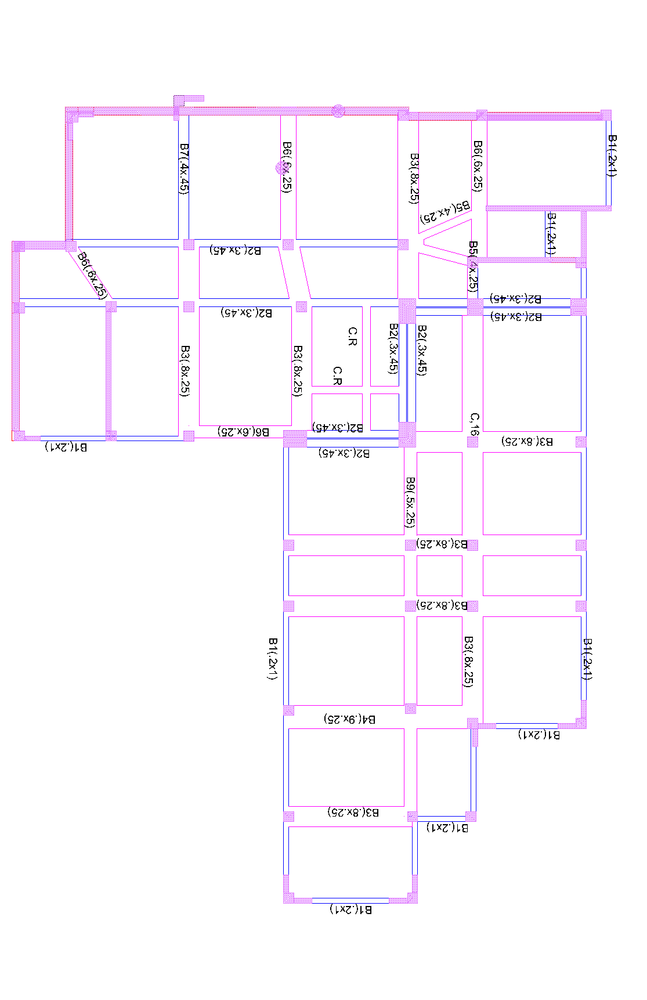 B1(.2x1)
B7(.4x.45)
B6(.6x.25)
B3(.8x.25)
B6(.6x.25)
B5(.4x.25)
B1(.2x1)
B2(.3x.45)
B5(.4x.25)
B6(.6x.25)
B2(.3x.45)
B2(.3x.45)
B2(.3x.45)
C.R
B2(.3x.45)
B2(.3x.45)
B3(.8x.25)
B3(.8x.25)
C.R
C,16
B6(.6x.25)
B2(.3x.45)
B3(.8x.25)
B1(.2x1)
B2(.3x.45)
B9(.5x.25)
B3(.8x.25)
B3(.8x.25)
B1(.2x1)
B3(.8x.25)
B1(.2x1)
B4(.9x.25)
B1(.2x1)
B3(.8x.25)
B1(.2x1)
B1(.2x1)